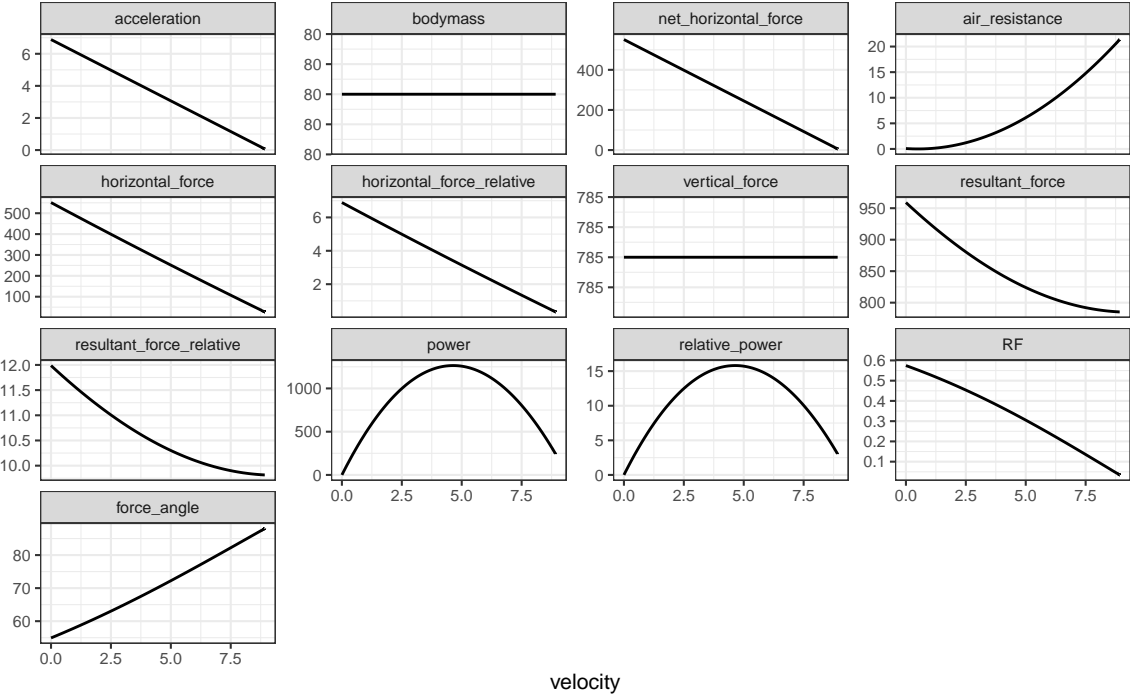 acceleration bodymass net_horizontal_force air_resistance
6 4 2 0
80 80 80 80 80
400 200 0
20 15 10 5 0
horizontal_force horizontal_force_relative vertical_force resultant_force
500 400 300 200 100
6 4 2
785 785 785
950 900 850 800
resultant_force_relative power relative_power RF
12.0 11.5 11.0 10.5 10.0
1000 500 0
15 10 5 0
0.6 0.5 0.4 0.3 0.2 0.1
0.0 2.5 5.0 7.5 0.0 2.5 5.0 7.5 0.0 2.5 5.0 7.5
force_angle
80 70 60
0.0 2.5 5.0 7.5
velocity